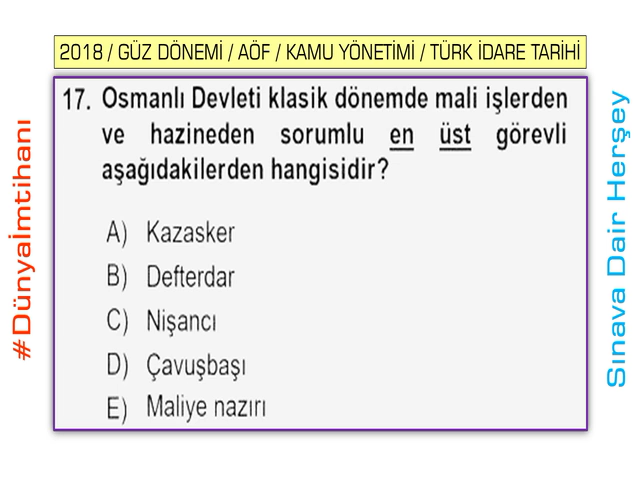 2018 / GÜZ DÖNEMİ / AÖF / KAMU YÖNETİMİ / TÜRK İDARE TARİHİ
17. Osmanlı Devleti klasik dönemde mali işlerden
ve hazineden sorumlu en üst görevli
aşağıdakilerden hangisidir?
A) Kazasker
B) Defterdar
C) Nişancı
D) Çavuşbaşı
E) Maliye nazırı
#Dünyaİmtihanı
Sınava Dair Herşey